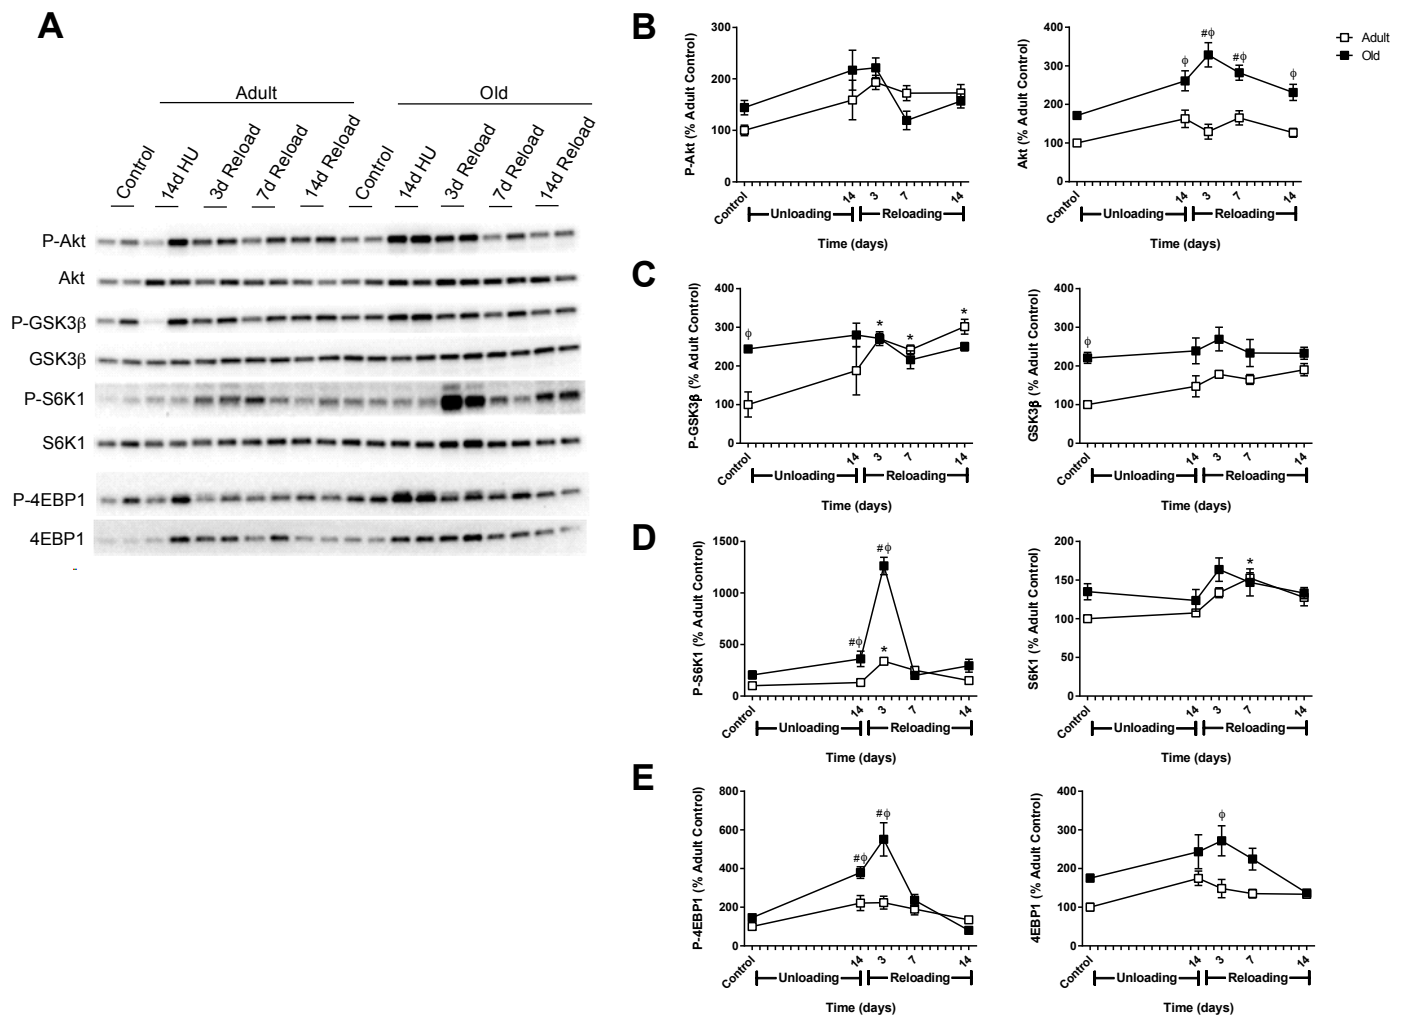 A
Adult
Old
Control
14d HU
3d Reload
7d Reload
14d Reload
Control
14d HU
3d Reload
7d Reload
14d Reload
P-Akt
Akt
P-GSK3β
GSK3β
P-S6K1
S6K1
P-4EBP1
4EBP1
B
P-Akt (% Adult Control)
300
200
100
0
Control
14
3
7
14
Unloading
Reloading
Time (days)
Akt (% Adult Control)
400
300
200
100
0
ϕ
#ϕ
#ϕ
ϕ
Control
14
3
7
14
Unloading
Reloading
Time (days)
Adult
Old
C
P-GSK3β (% Adult Control)
400
300
200
100
0
ϕ
*
*
*
Control
14
3
7
14
Unloading
Reloading
Time (days)
GSK3β (% Adult Control)
400
300
200
100
0
ϕ
Control
14
3
7
14
Unloading
Reloading
Time (days)
D
P-S6K1 (% Adult Control)
1500
1000
500
0
#ϕ
#ϕ
*
Control
14
3
7
14
Unloading
Reloading
Time (days)
S6K1 (% Adult Control)
200
150
100
50
0
*
Control
14
3
7
14
Unloading
Reloading
Time (days)
E
P-4EBP1 (% Adult Control)
800
600
400
200
0
#ϕ
#ϕ
Control
14
3
7
14
Unloading
Reloading
Time (days)
4EBP1 (% Adult Control)
400
300
200
100
0
ϕ
Control
14
3
7
14
Unloading
Reloading
Time (days)